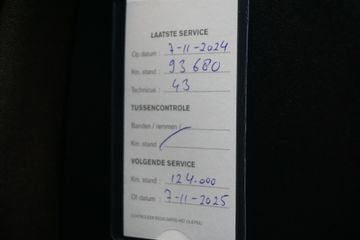 LAATSTE SERVICE
Op datum : 7-11-2024
Km. stand : 93 680
Technicus : 43
TUSSENCONTROLE
Banden / remmen /
Km. stand
VOLGENDE SERVICE
Km. stand : 124.000
Of datum : 7-11-2025